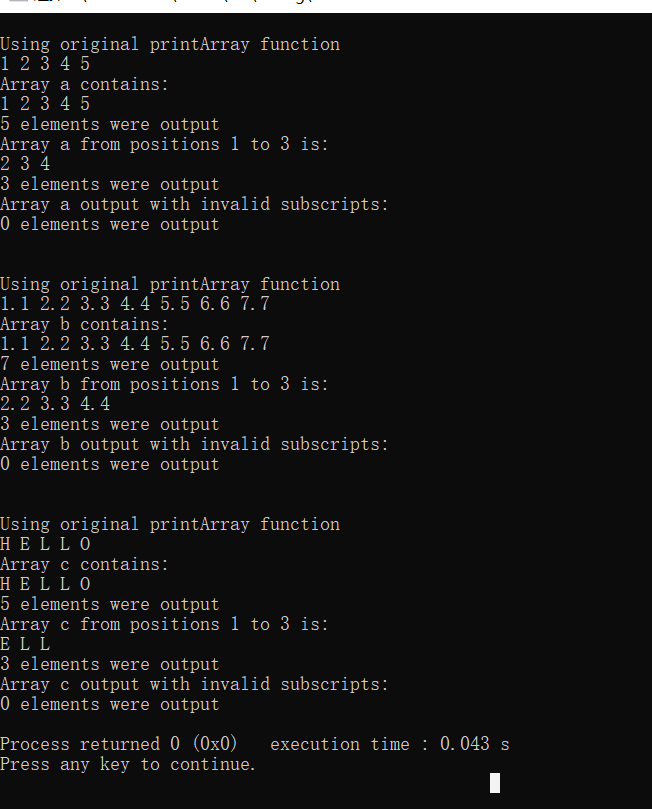 Using original printArray function
1 2 3 4 5
Array a contains:
1 2 3 4 5
5 elements were output
Array a from positions 1 to 3 is:
2 3 4
3 elements were output
Array a output with invalid subscripts:
0 elements were output
Using original printArray function
1.1 2.2 3.3 4.4 5.5 6.6 7.7
Array b contains:
1.1 2.2 3.3 4.4 5.5 6.6 7.7
7 elements were output
Array b from positions 1 to 3 is:
2.2 3.3 4.4
3 elements were output
Array b output with invalid subscripts:
0 elements were output
Using original printArray function
H E L L O
Array c contains:
H E L L O
5 elements were output
Array c from positions 1 to 3 is:
E L L
3 elements were output
Array c output with invalid subscripts:
0 elements were output
Process returned 0 (0x0)   execution time : 0.043 s
Press any key to continue.